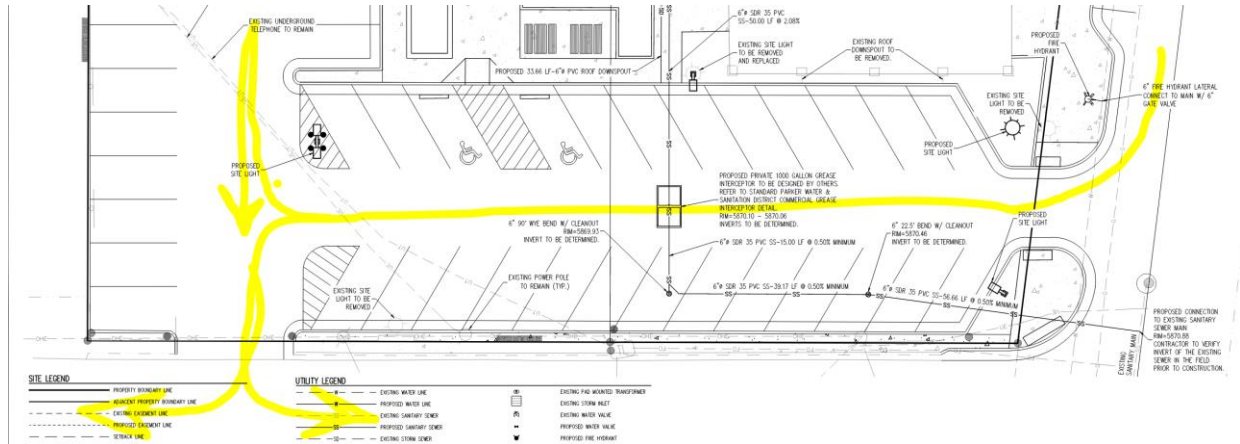 EXISTING UNDERGROUND
TELEPHONE TO REMAIN
6"Ø SDR 35 PVC
SS-50.00 LF @ 2.08%
EXISTING SITE LIGHT
TO BE REMOVED
AND REPLACED
EXISTING ROOF
DOWNSPOUT TO
BE REMOVED.
PROPOSED
FIRE
HYDRANT
PROPOSED 33.66 LF-6"Ø PVC ROOF DOWNSPOUT
6" FIRE HYDRANT LATERAL
CONNECT TO MAIN W/ 6"
GATE VALVE
EXISTING SITE
LIGHT TO BE
REMOVED
PROPOSED
SITE LIGHT
PROPOSED
SITE LIGHT
PROPOSED PRIVATE 1000 GALLON GREASE
INTERCEPTOR TO BE DESIGNED BY OTHERS.
REFER TO STANDARD PARKER WATER &
SANITATION DISTRICT COMMERCIAL GREASE
INTERCEPTOR DETAIL.
RIM=5870.10 - 5870.06
INVERTS TO BE DETERMINED.
6" 90° WYE BEND W/ CLEANOUT
RIM=5869.93
INVERT TO BE DETERMINED.
6" 22.5° BEND W/ CLEANOUT
RIM=5870.46
INVERT TO BE DETERMINED.
PROPOSED
SITE LIGHT
6"Ø SDR 35 PVC SS-15.00 LF @ 0.50% MINIMUM
EXISTING POWER POLE
TO REMAIN (TYP.)
EXISTING SITE
LIGHT TO BE
REMOVED
6"Ø SDR 35 PVC SS-39.17 LF @ 0.50% MINIMUM
6"Ø SDR 35 PVC SS-56.66 LF @ 0.50% MINIMUM
PROPOSED CONNECTION
TO EXISTING SANITARY
SEWER MAIN
RIM=5870.88
CONTRACTOR TO VERIFY
INVERT OF THE EXISTING
SEWER IN THE FIELD
PRIOR TO CONSTRUCTION.
EXISTING
SANITARY MAIN
SITE LEGEND
PROPERTY BOUNDARY LINE
ADJACENT PROPERTY BOUNDARY LINE
EXISTING EASEMENT LINE
PROPOSED EASEMENT LINE
SETBACK LINE
UTILITY LEGEND
W EXISTING WATER LINE
W PROPOSED WATER LINE
SS EXISTING SANITARY SEWER
SS PROPOSED SANITARY SEWER
SD EXISTING STORM SEWER
EXISTING PAD MOUNTED TRANSFORMER
EXISTING STORM INLET
EXISTING WATER VALVE
PROPOSED WATER VALVE
PROPOSED FIRE HYDRANT